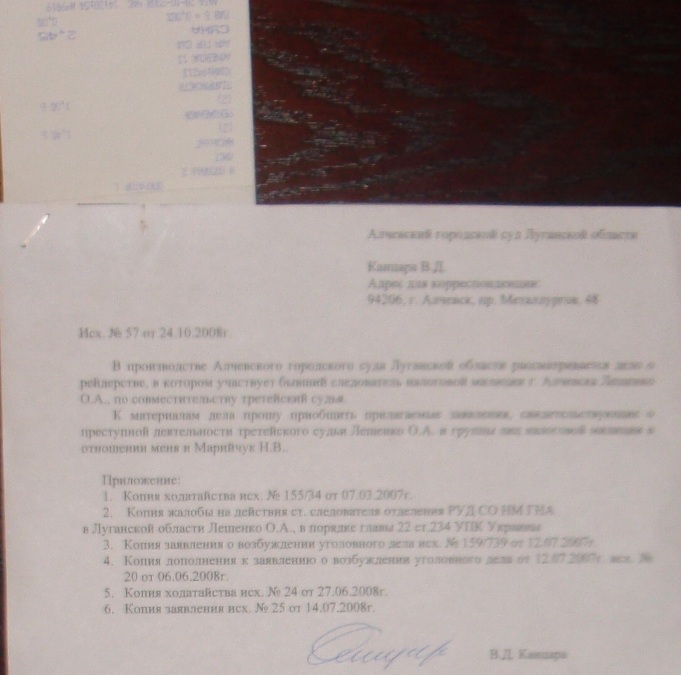 Алчевский городской суд Луганской области
Канцара В.Д.
Адрес для корреспонденции:
94206, г. Алчевск, пр. Металлургов, 48
Исх. № 57 от 24.10.2008г.
В производстве Алчевского городского суда Луганской области рассматривается дело о
рейдерстве, в котором участвует бывший следователь налоговой милиции г. Алчевска Лещенко
О.А., по совместительству третейский судья.
К материалам дела прошу приобщить прилагаемые заявления, свидетельствующие о
преступной деятельности третейского судьи Лещенко О.А. и группы лиц налоговой милиции в
отношении меня и Марийчук Н.В..
Приложение:
1. Копия ходатайства исх. № 155/34 от 07.03.2007г.
2. Копия жалобы на действия ст. следователя отделения РУД СО НМ ГНА
в Луганской области Лещенко О.А., в порядке главы 22 ст.234 УПК Украины
3. Копия заявления о возбуждении уголовного дела исх. № 159/739 от 12.07.2007г.
4. Копия дополнения к заявлению о возбуждении уголовного дела от 12.07.2007г. исх. №
20 от 06.06.2008г.
5. Копия ходатайства исх. № 24 от 27.06.2008г.
6. Копия заявления исх. № 25 от 14.07.2008г.
В.Д. Канцара
СУММА 2,45